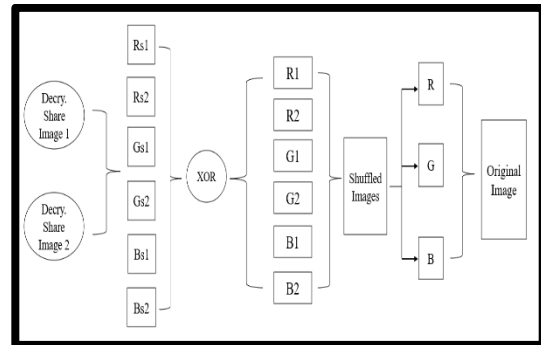 Decry.
Share
Image 1
Decry.
Share
Image 2
Rs1
Rs2
Gs1
Gs2
Bs1
Bs2
XOR
R1
R2
G1
G2
B1
B2
Shuffled
Images
R
G
B
Original
Image